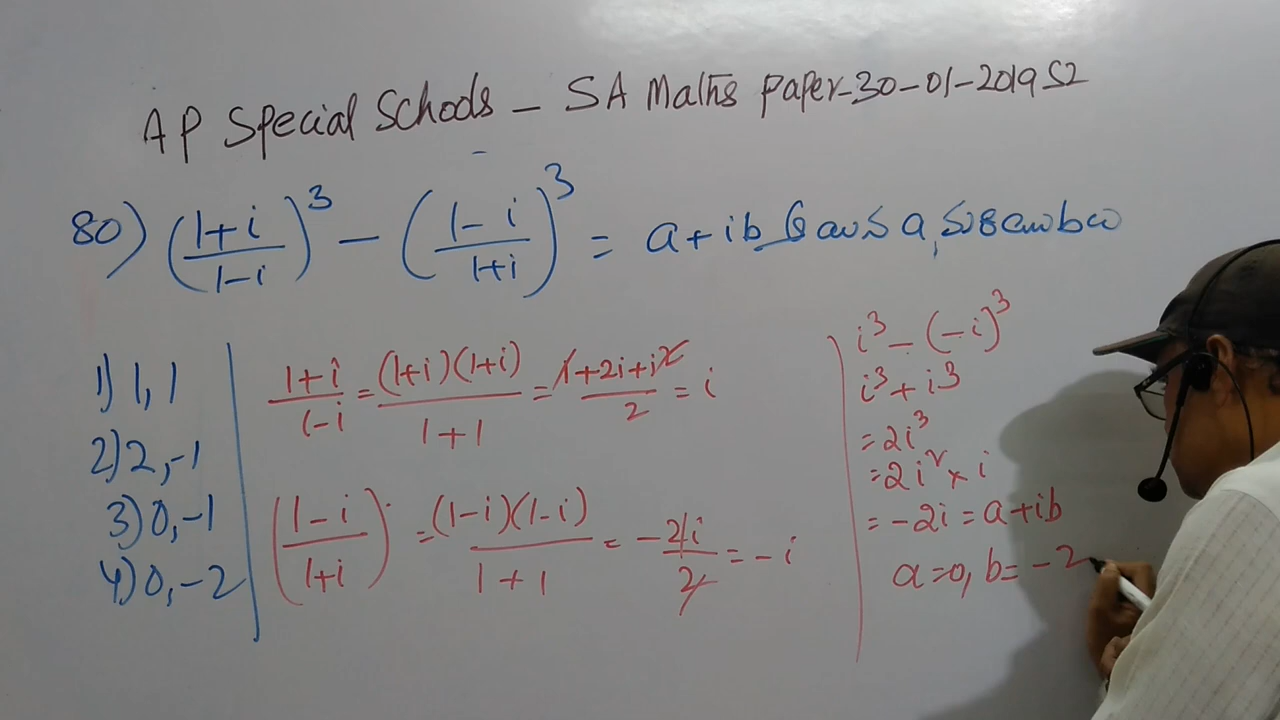 AP Special Schools - SA Maths paper-30-01-2019 S2
80) ((1+i)/(1-i))³ - ((1-i)/(1+i))³ = a+ib అయిన a, b
1) 1, 1
2) 2, -1
3) 0, -1
4) 0, -2
(1+i)/(1-i) = (1+i)(1+i)/(1+1) = (1+2i+i²)/2 = i
((1-i)/(1+i)) = (1-i)(1-i)/(1+1) = -2i/2 = -i
i³ - (-i)³
i³ + i³
= 2i³
= 2i² × i
= -2i = a+ib
a=0, b=-2